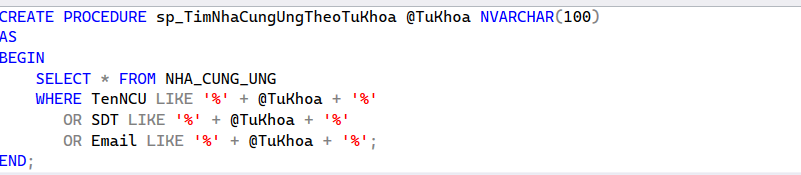 CREATE PROCEDURE sp_TimNhaCungUngTheoTuKhoa @TuKhoa NVARCHAR(100)
AS
BEGIN
    SELECT * FROM NHA_CUNG_UNG
    WHERE TenNCU LIKE '%' + @TuKhoa + '%'
       OR SDT LIKE '%' + @TuKhoa + '%'
       OR Email LIKE '%' + @TuKhoa + '%';
END;